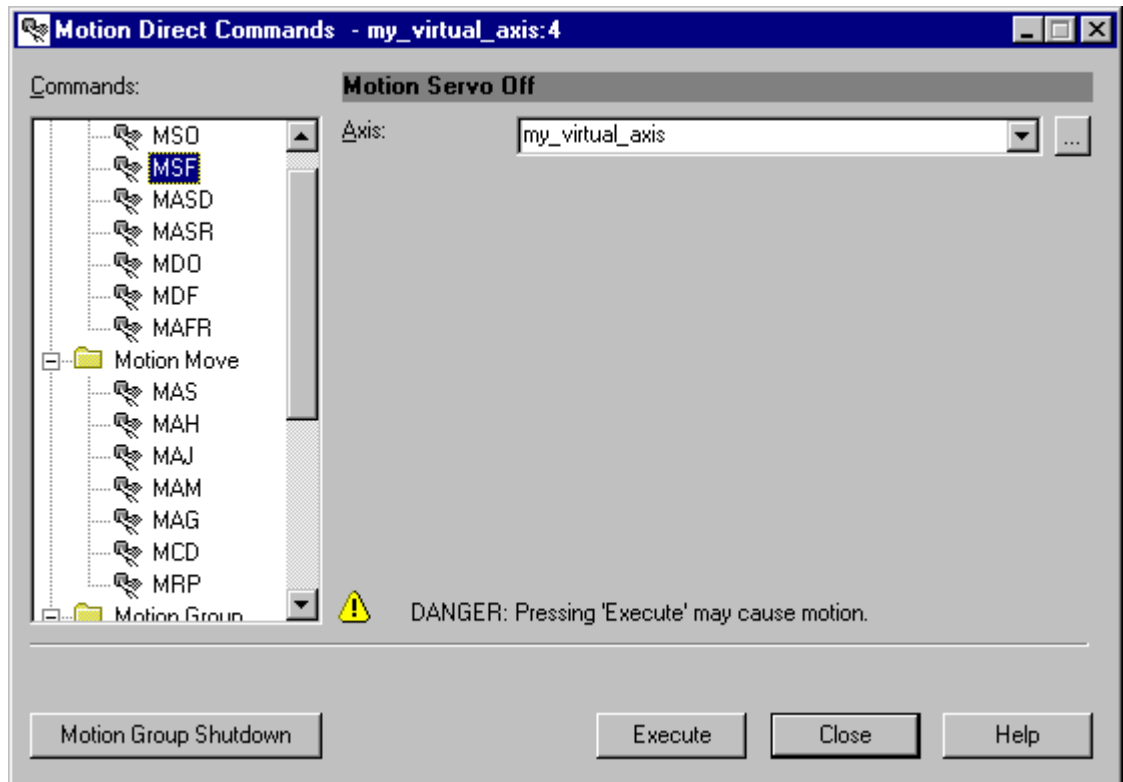 Motion Direct Commands - my_virtual_axis:4
Commands:
MSO
MSF
MASD
MASR
MDO
MDF
MAFR
Motion Move
MAS
MAH
MAJ
MAM
MAG
MCD
MRP
Motion Group
Motion Servo Off
Axis:
my_virtual_axis
...
DANGER: Pressing 'Execute' may cause motion.
Motion Group Shutdown
Execute
Close
Help